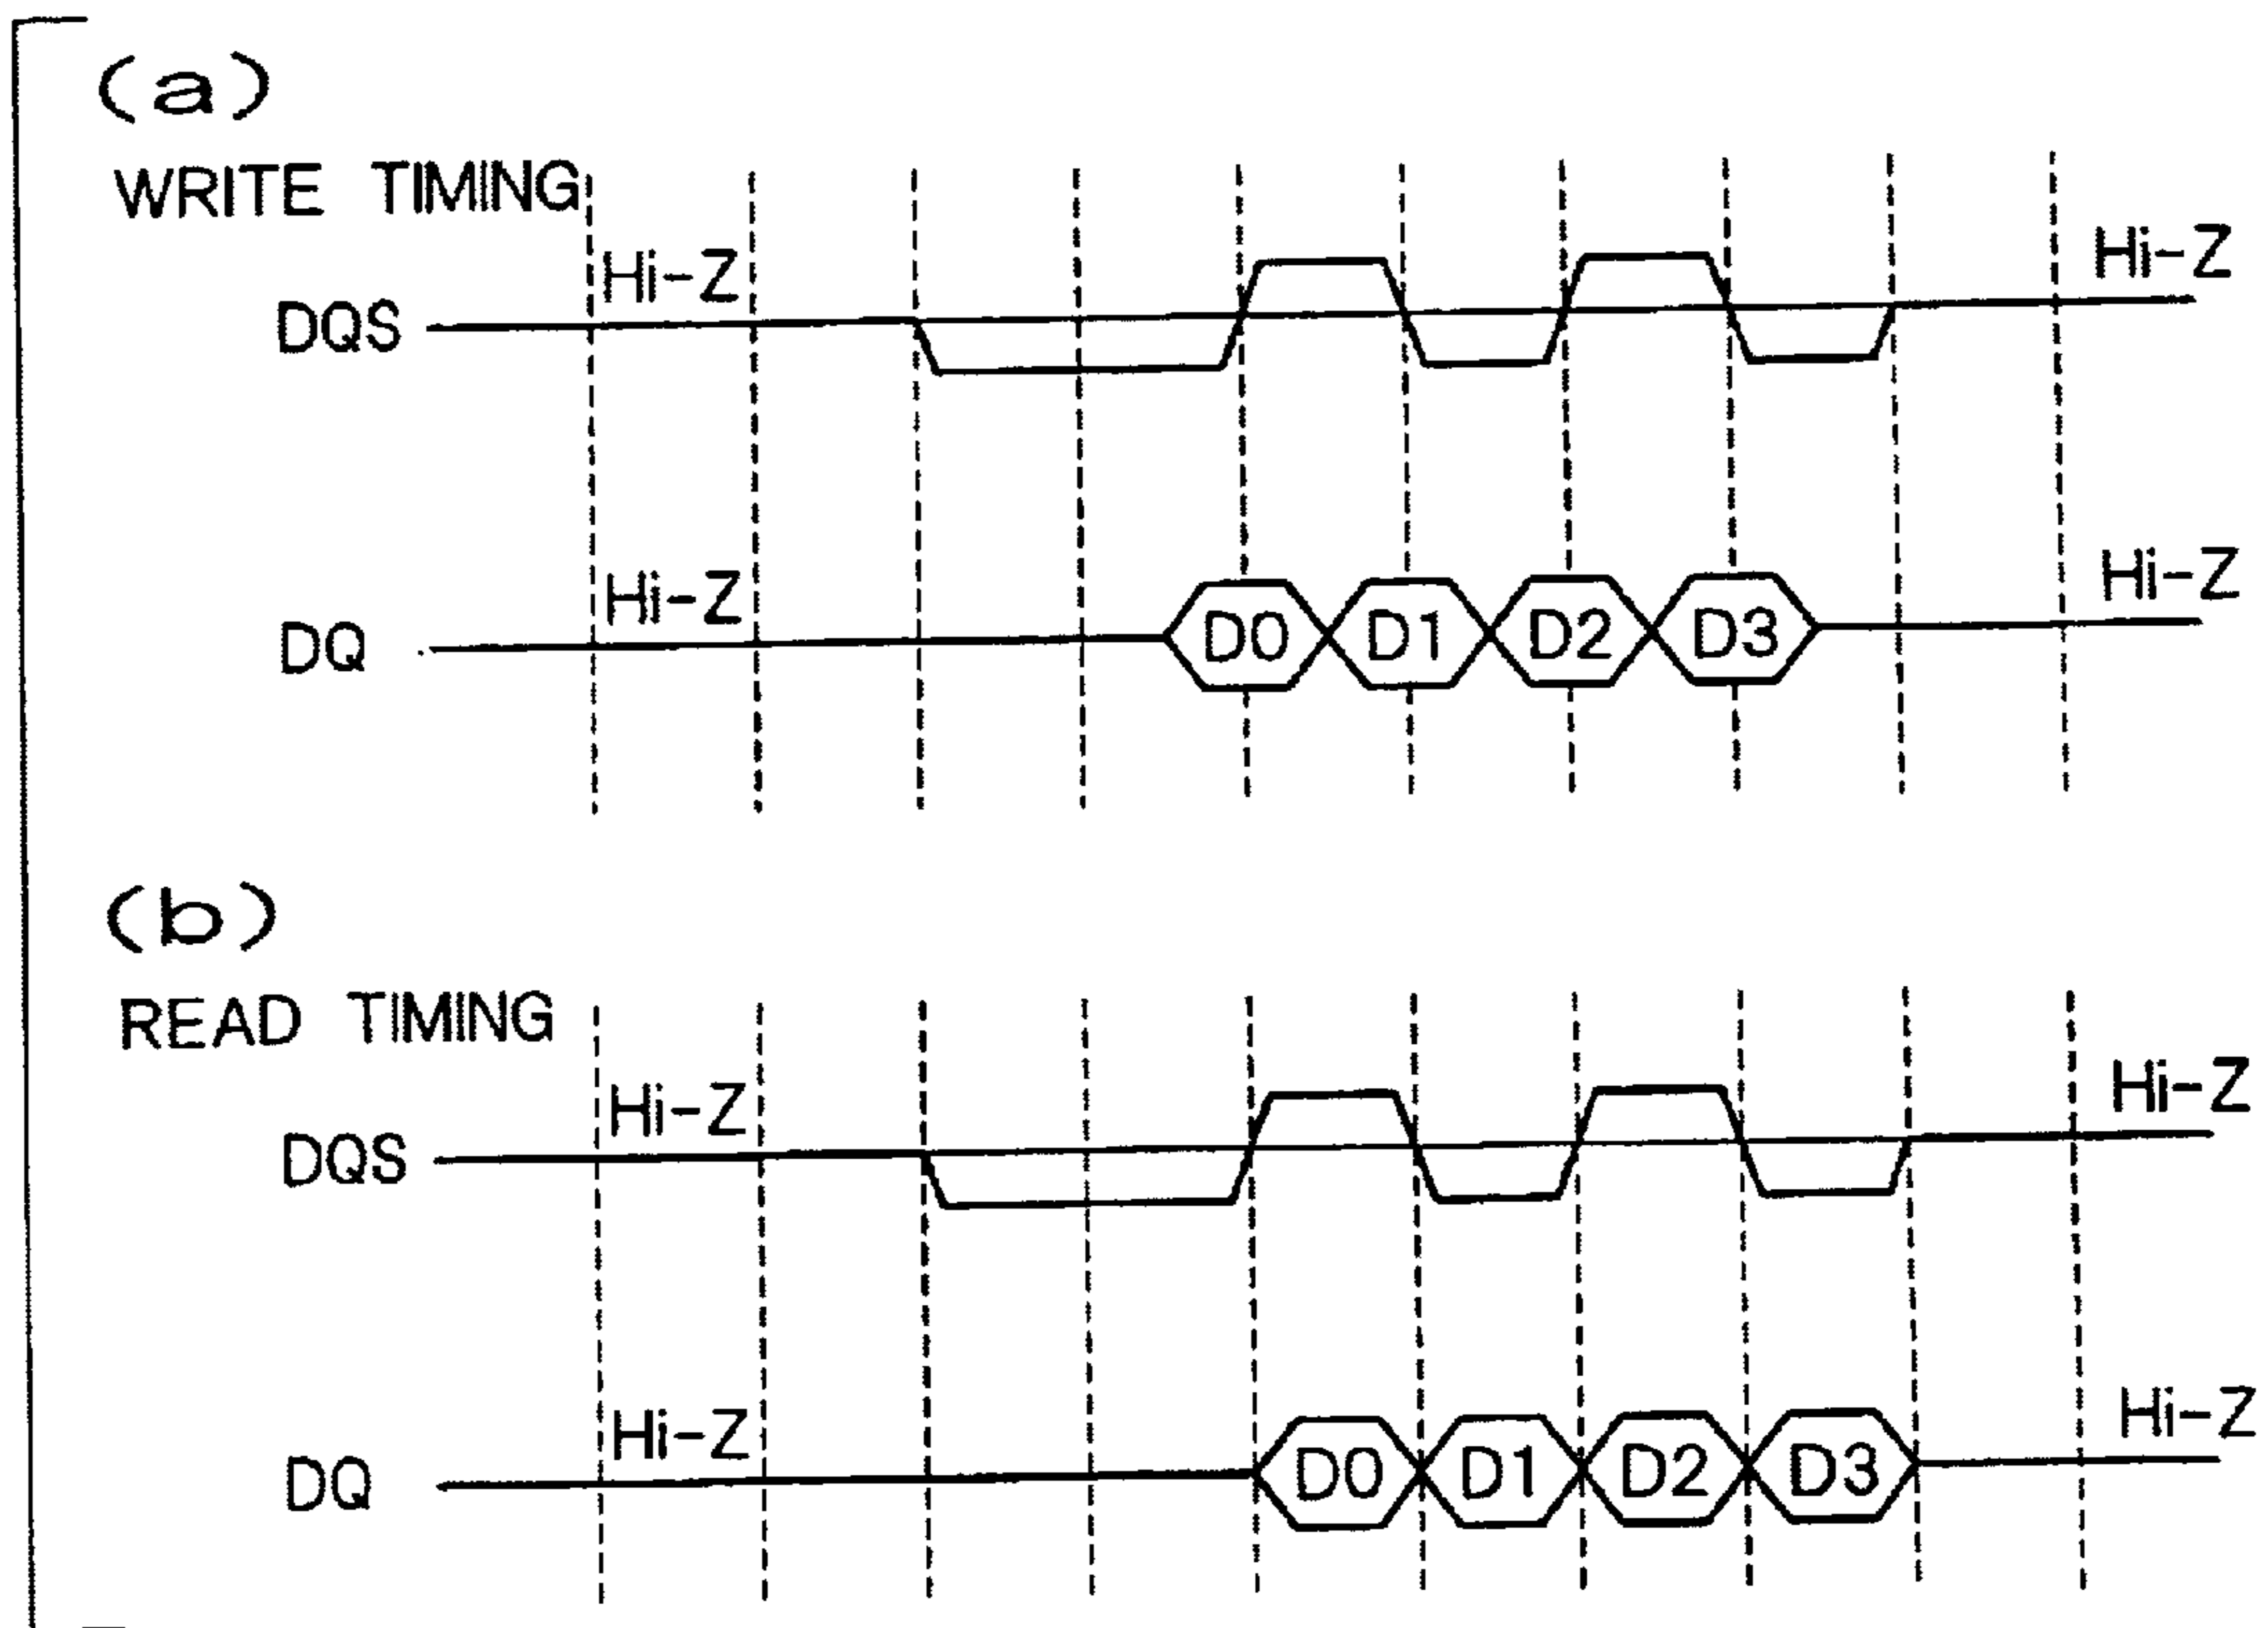 (a)
WRITE TIMING
Hi-Z Hi-Z
DQS
Hi-Z Hi-Z
DQ D0 D1 D2 D3
(b)
READ TIMING
Hi-Z Hi-Z
DQS
Hi-Z Hi-Z
DQ D0 D1 D2 D3